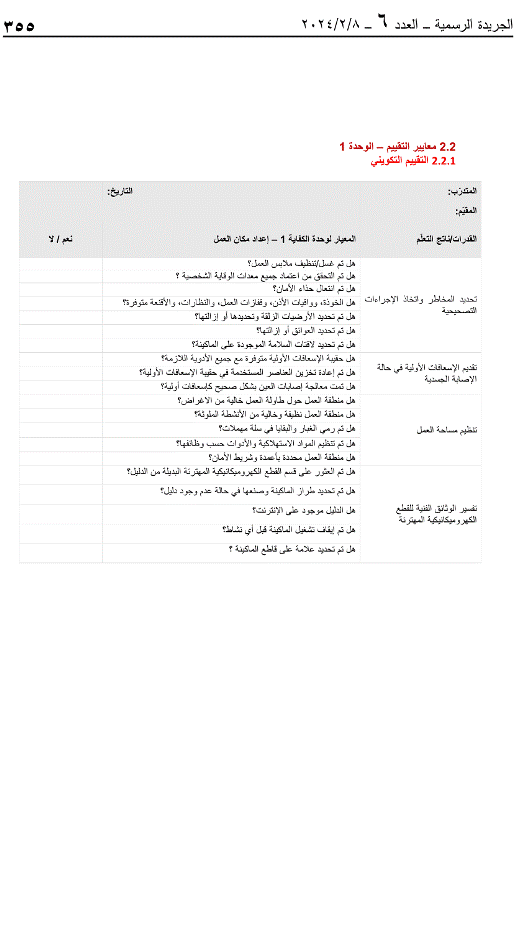 الجريدة الرسمية – العدد ٦ – ٢٠٢٤/٢/٨
٣٥٥
2.2 معايير التقييم – الوحدة 1
2.2.1 التقييم التكويني
المتدرّب:
التاريخ:
المقيّم:
القدرات/ناتج التعلّم
المعيار لوحدة الكفاية 1 – إعداد مكان العمل
نعم / لا
تحديد المخاطر واتخاذ الإجراءات التصحيحية
هل تم غسل/تنظيف ملابس العمل؟
هل تم التحقق من اعتماد جميع معدات الوقاية الشخصية ؟
هل تم انتعال حذاء الأمان؟
هل الخوذة، وواقيات الأذن، وقفازات العمل، والنظارات، والأقنعة متوفرة؟
هل تم تحديد الأرضيات الزلقة وتحديدها أو إزالتها؟
هل تم تحديد العوائق أو إزالتها؟
هل تم تحديد لافتات السلامة الموجودة على الماكينة؟
تقديم الإسعافات الأولية في حالة الإصابة الجسدية
هل حقيبة الإسعافات الأولية متوفرة مع جميع الأدوية اللازمة؟
هل تم إعادة تخزين العناصر المستخدمة في حقيبة الإسعافات الأولية؟
هل تمت معالجة إصابات العين بشكل صحيح كإسعافات أولية؟
تنظيم مساحة العمل
هل منطقة العمل حول طاولة العمل خالية من الاغراض؟
هل منطقة العمل نظيفة وخالية من الأنشطة الملوثة؟
هل تم رمي الغبار والبقايا في سلة مهملات؟
هل تم تنظيم المواد الاستهلاكية والأدوات حسب وظائفها؟
هل منطقة العمل محددة بأعمدة وشريط الأمان؟
تفسير الوثائق الفنية للقطع الكهروميكانيكية المهترئة
هل تم العثور على قسم القطع الكهروميكانيكية المهترئة البديلة من الدليل؟
هل تم تحديد طراز الماكينة وصنعها في حالة عدم وجود دليل؟
هل الدليل موجود على الإنترنت؟
هل تم إيقاف تشغيل الماكينة قبل أي نشاط؟
هل تم تحديد علامة على قاطع الماكينة ؟